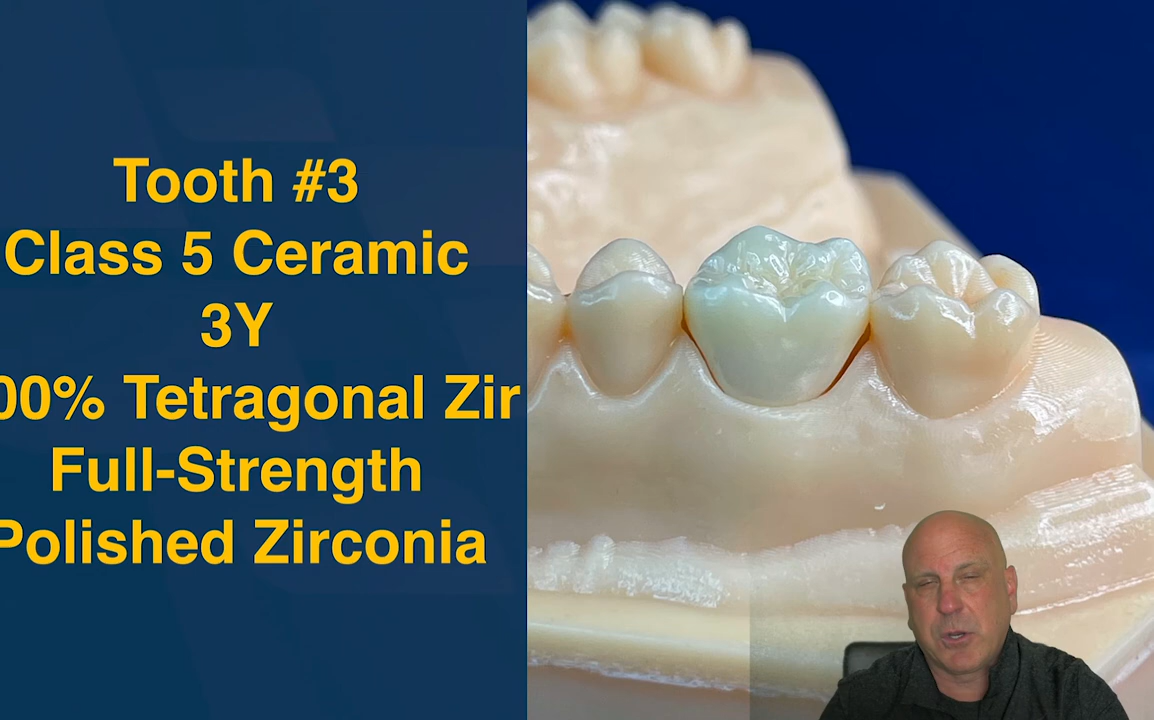 Tooth #3
Class 5 Ceramic
3Y
00% Tetragonal Zir
Full-Strength
Polished Zirconia